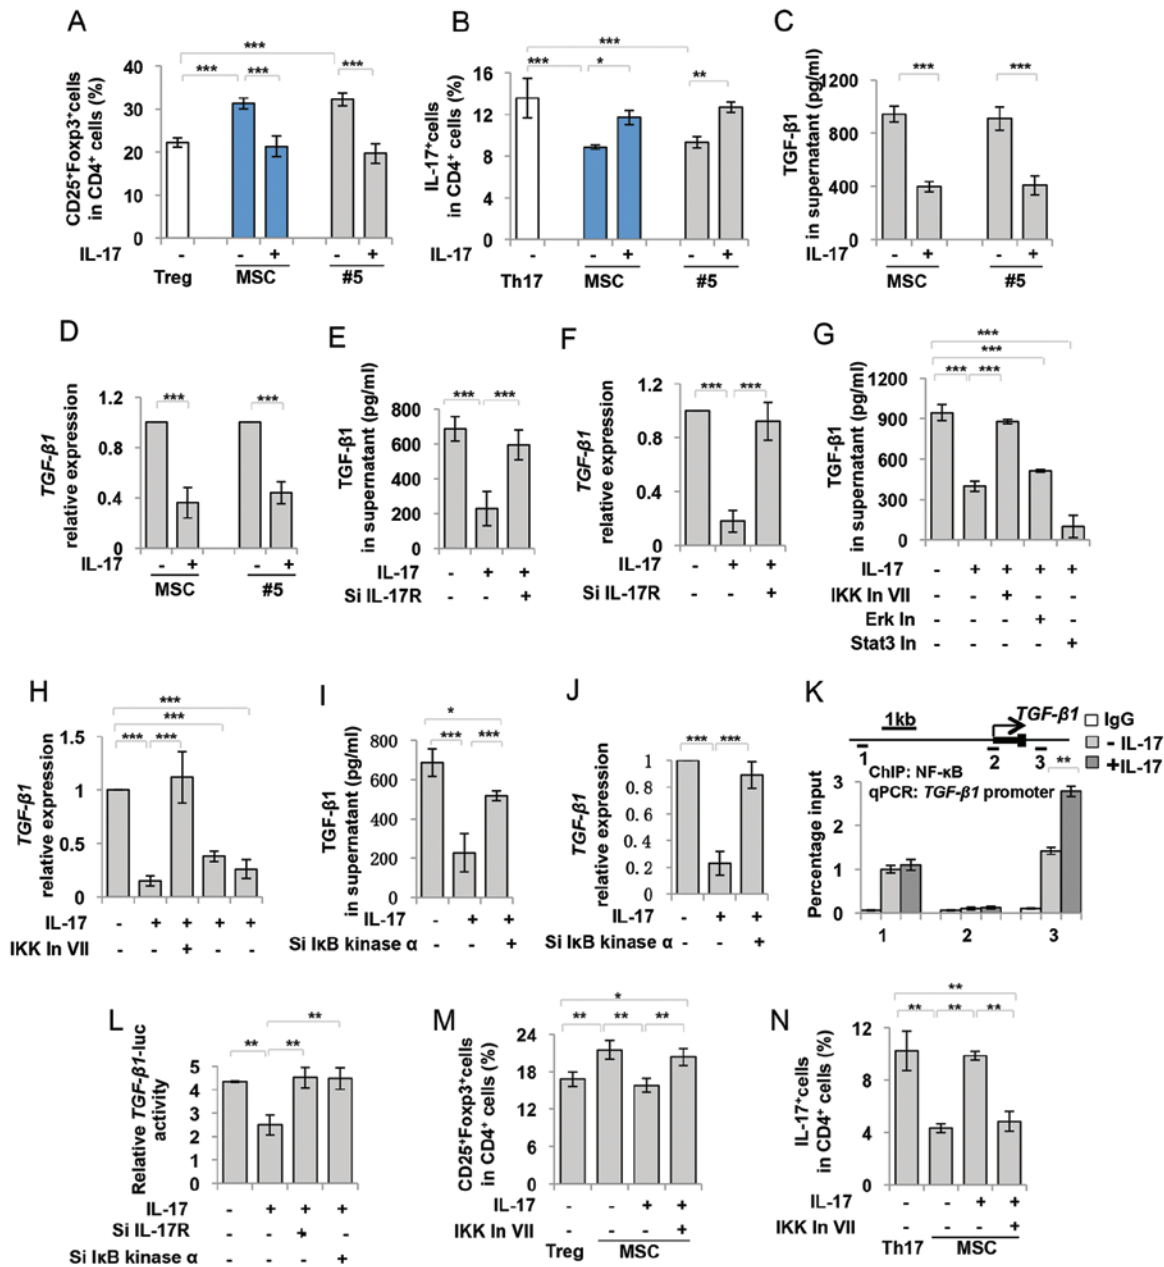 A
CD25⁺Foxp3⁺cells
in CD4⁺ cells (%)
40
30
20
10
0
***
***
***
***
IL-17
-
-
+
-
+
Treg
MSC
#5
B
IL-17⁺cells
in CD4⁺ cells (%)
16
12
8
4
0
***
***
*
**
IL-17
-
-
+
-
+
Th17
MSC
#5
C
TGF-β1
in supernatant (pg/ml)
1200
800
400
0
***
***
IL-17
-
+
-
+
MSC
#5
D
TGF-β1
relative expression
1.2
0.8
0.4
0
***
***
IL-17
-
+
-
+
MSC
#5
E
TGF-β1
in supernatant (pg/ml)
800
600
400
200
0
***
***
IL-17
-
+
+
Si IL-17R
-
-
+
F
TGF-β1
relative expression
1.2
0.8
0.4
0
***
***
IL-17
-
+
+
Si IL-17R
-
-
+
G
TGF-β1
in supernatant (pg/ml)
1200
900
600
300
0
***
***
***
***
IL-17
-
+
+
+
+
IKK In VII
-
-
+
-
-
Erk In
-
-
-
+
-
Stat3 In
-
-
-
-
+
H
TGF-β1
relative expression
1.5
1
0.5
0
***
***
***
***
IL-17
-
+
+
+
+
IKK In VII
-
-
+
-
-
I
TGF-β1
in supernatant (pg/ml)
800
600
400
200
0
*
***
***
IL-17
-
+
+
Si IκB kinase α
-
-
+
J
TGF-β1
relative expression
1
0.8
0.6
0.4
0.2
0
***
***
IL-17
-
+
+
Si IκB kinase α
-
-
+
K
1kb
TGF-β1
1
2
3
IgG
- IL-17
+IL-17
ChIP: NF-κB
qPCR: TGF-β1 promoter
**
Percentage input
3
2
1
0
1
2
3
L
Relative TGF-β1-luc
activity
5
4
3
2
1
0
**
**
**
IL-17
-
+
+
+
Si IL-17R
-
-
+
-
Si IκB kinase α
-
-
-
+
M
CD25⁺Foxp3⁺cells
in CD4⁺ cells (%)
24
18
12
6
0
*
**
**
**
IL-17
-
-
+
+
IKK In VII
-
-
-
+
Treg
MSC
N
IL-17⁺cells
in CD4⁺ cells (%)
12
8
4
0
**
**
**
**
IL-17
-
-
+
+
IKK In VII
-
-
-
+
Th17
MSC